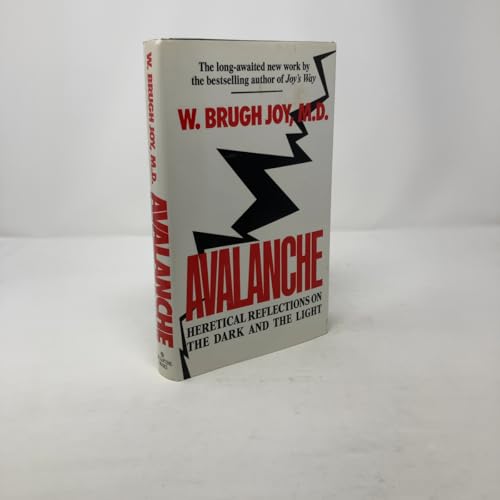 The long-awaited new work by
the bestselling author of Joy's Way
W. BRUGH JOY, M.D.
AVALANCHE
HERETICAL REFLECTIONS ON
THE DARK AND THE LIGHT
W. BRUGH JOY, M.D.
AVALANCHE